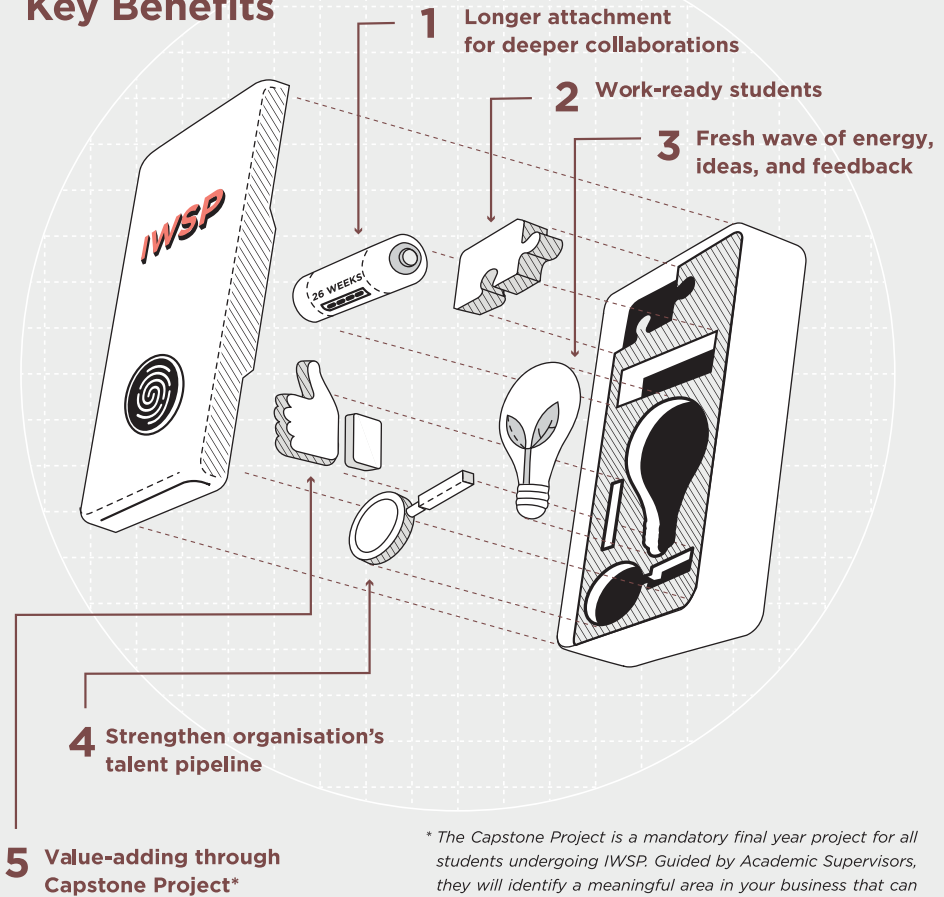 Key Benefits
1 Longer attachment
for deeper collaborations
2 Work-ready students
3 Fresh wave of energy,
ideas, and feedback
IWSP
26 WEEKS
4 Strengthen organisation's
talent pipeline
5 Value-adding through
Capstone Project*
* The Capstone Project is a mandatory final year project for all
students undergoing IWSP. Guided by Academic Supervisors,
they will identify a meaningful area in your business that can